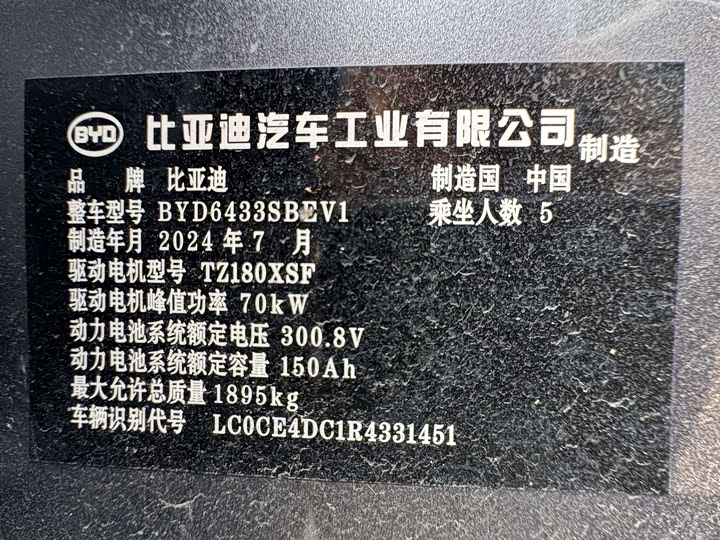 BYD 比亚迪汽车工业有限公司 制造
品 牌 比亚迪 制造国 中国
整车型号 BYD6433SBEV1 乘坐人数 5
制造年月 2024 年 7 月
驱动电机型号 TZ180XSF
驱动电机峰值功率 70kW
动力电池系统额定电压 300.8V
动力电池系统额定容量 150Ah
最大允许总质量 1895kg
车辆识别代号 LC0CE4DC1R4331451